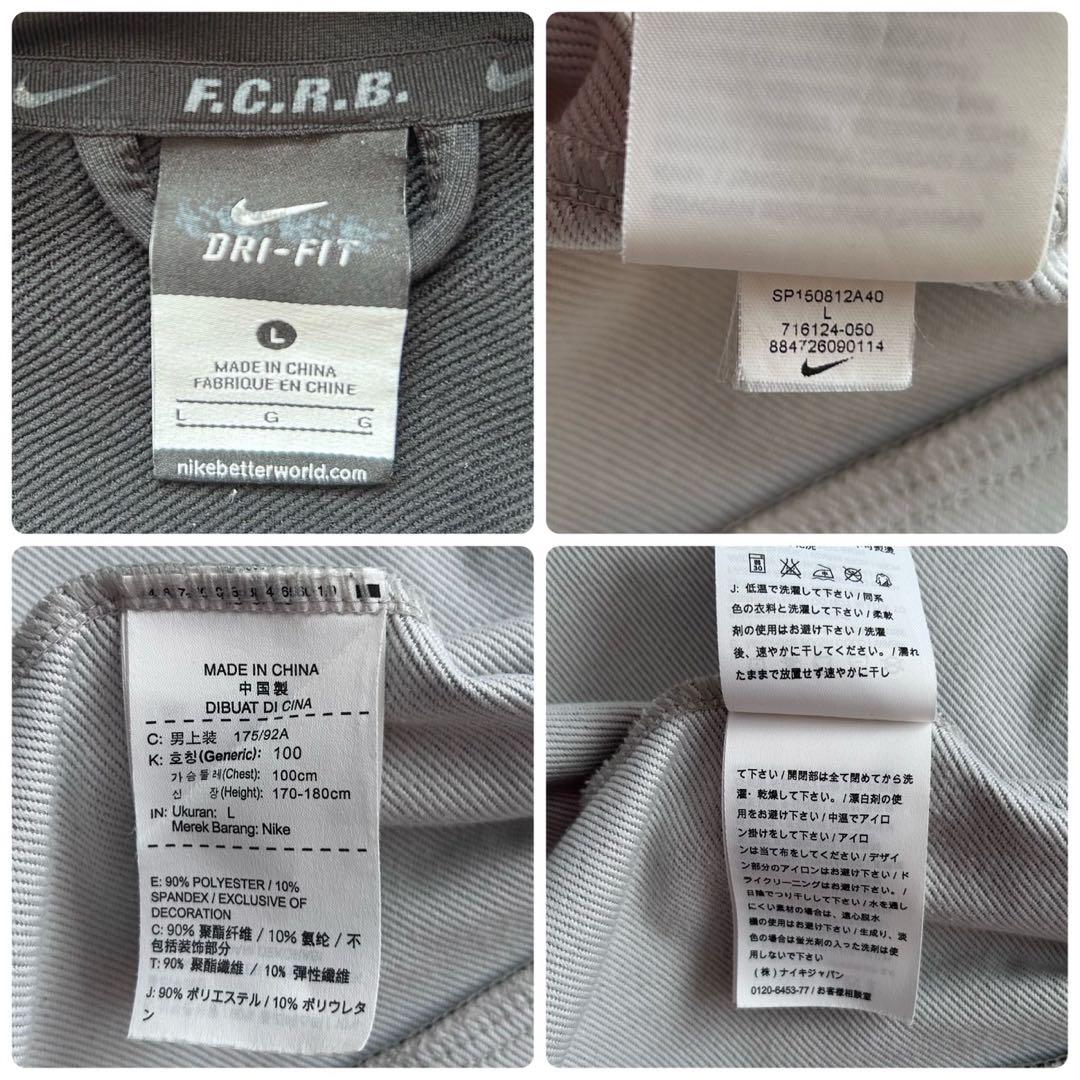 F.C.R.B.
DRI-FIT
L
MADE IN CHINA
FABRIQUE EN CHINE
L G G
nikebetterworld.com
SP150812A40
L
716124-050
884726090114
MADE IN CHINA
中国製
DIBUAT DI CINA
C: 男上装 175/92A
K: 호칭(Generic): 100
가슴둘레(Chest): 100cm
신 장(Height): 170-180cm
IN: Ukuran: L
Merek Barang: Nike
E: 90% POLYESTER / 10%
SPANDEX / EXCLUSIVE OF
DECORATION
C: 90% 聚酯纤维 / 10% 氨纶 / 不
包括装饰部分
T: 90% 聚酯纖維 / 10% 彈性纖維
J: 90% ポリエステル / 10% ポリウレタ
ン
30
J: 低温で洗濯して下さい / 同系
色の衣料と洗濯して下さい / 柔軟
剤の使用はお避け下さい / 洗濯
後、速やかに干してください。/ 濡れ
たままで放置せず速やかに干し
て下さい / 開閉部は全て閉めてから洗
濯・乾燥して下さい。/ 漂白剤の使
用をお避け下さい / 中温でアイロ
ン掛けをして下さい / アイロ
ンは当て布をしてください / デザイ
ン部分のアイロンはお避け下さい / ド
ライクリーニングはお避け下さい。/
日陰でつり干しして下さい / 水を通し
にくい素材の場合は、遠心脱水
機の使用はお避け下さい / 生成り、淡
色の場合は蛍光剤の入った洗剤は使
用しないで下さい
(株) ナイキジャパン
0120-6453-77 / お客様相談室